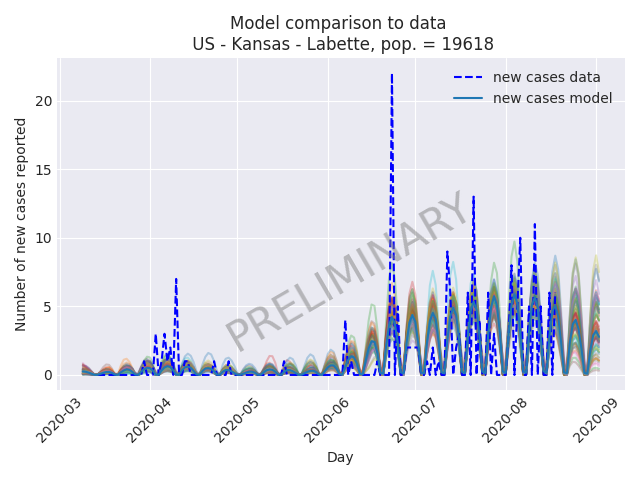 Model comparison to data
US - Kansas - Labette, pop. = 19618
new cases data
new cases model
Number of new cases reported
20
15
10
5
0
PRELIMINARY
2020-03
2020-04
2020-05
2020-06
2020-07
2020-08
2020-09
Day